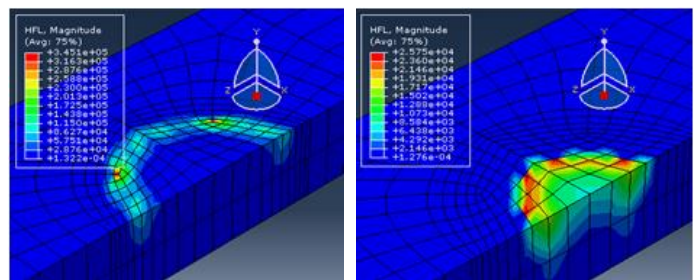 HFL, Magnitude
(Avg: 75%)
+3.451e+05
+3.163e+05
+2.876e+05
+2.588e+05
+2.300e+05
+2.013e+05
+1.725e+05
+1.438e+05
+1.150e+05
+8.627e+04
+5.751e+04
+2.876e+04
+1.322e-04
Y
Z
X
HFL, Magnitude
(Avg: 75%)
+2.575e+04
+2.360e+04
+2.146e+04
+1.931e+04
+1.717e+04
+1.502e+04
+1.288e+04
+1.073e+04
+8.584e+03
+6.438e+03
+4.292e+03
+2.146e+03
+1.276e-04
Y
Z
X